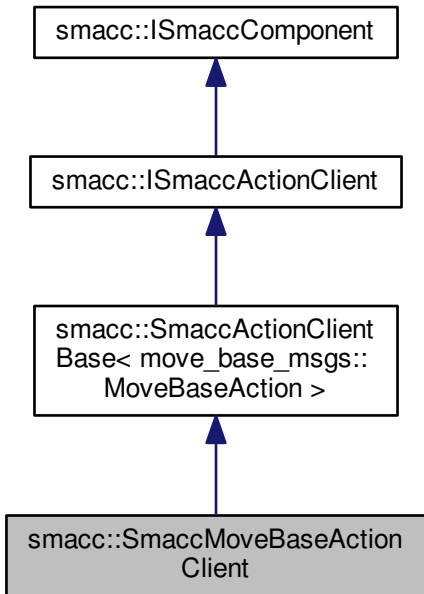 smacc::ISmaccComponent
smacc::ISmaccActionClient
smacc::SmaccActionClient
Base< move_base_msgs::
MoveBaseAction >
smacc::SmaccMoveBaseAction
Client